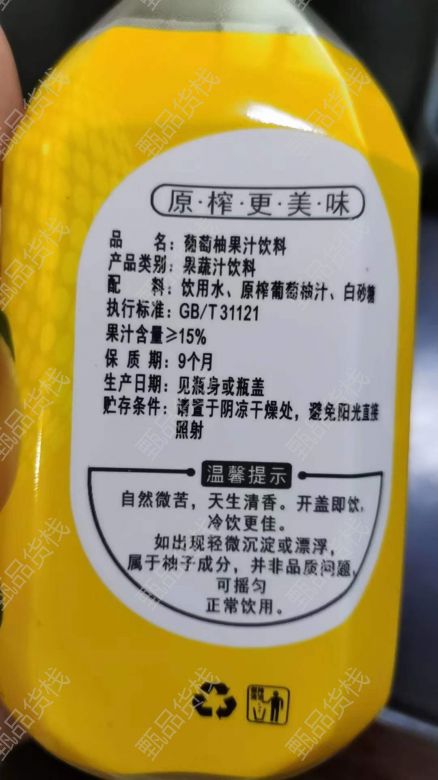 原·榨·更·美·味
品 名：葡萄柚果汁饮料
产品类别：果蔬汁饮料
配 料：饮用水、原榨葡萄柚汁、白砂糖
执行标准：GB/T 31121
果汁含量≥15%
保 质 期：9个月
生产日期：见瓶身或瓶盖
贮存条件：请置于阴凉干燥处，避免阳光直接
照射
温馨提示
自然微苦，天生清香。开盖即饮，
冷饮更佳。
如出现轻微沉淀或漂浮，
属于柚子成分，并非品质问题，
可摇匀
正常饮用。
甄品货栈